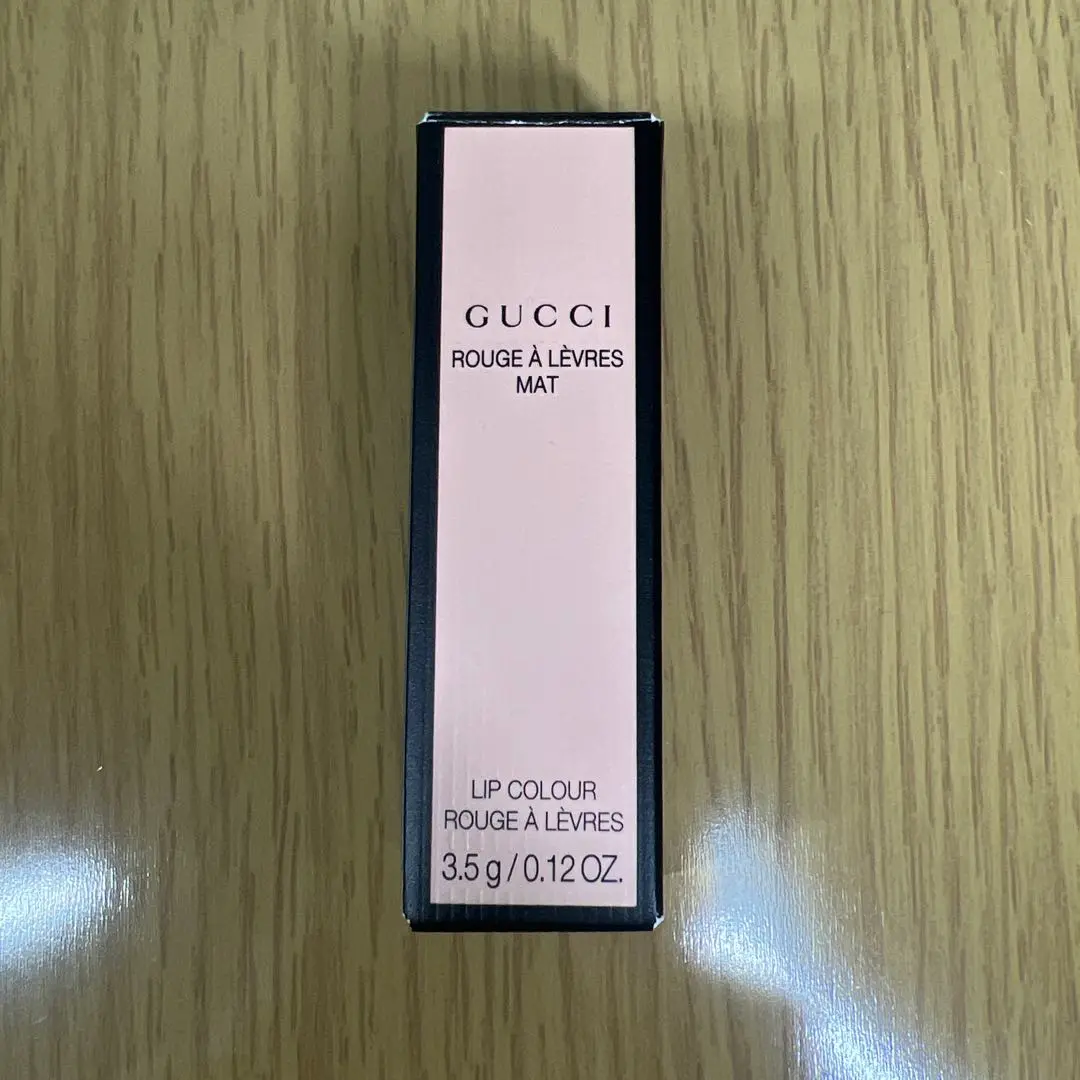 GUCCI
ROUGE À LÈVRES
MAT
LIP COLOUR
ROUGE À LÈVRES
3.5 g / 0.12 OZ.